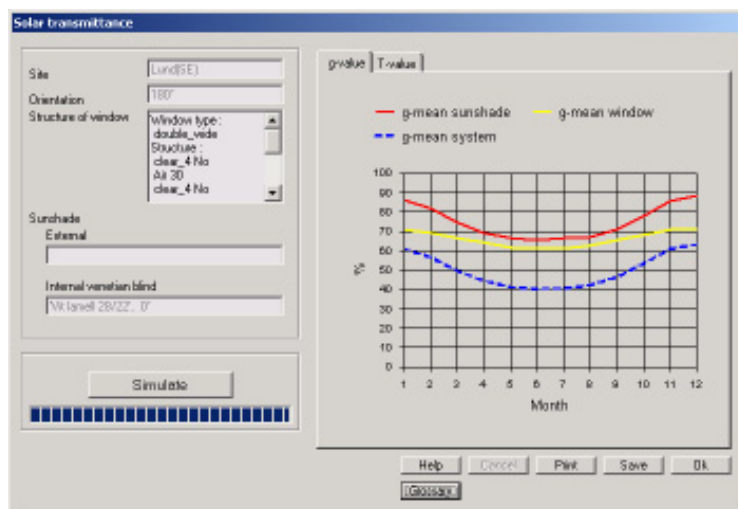 Solar transmittance
Site
Lund(SE)
Orientation
180°
Structure of window
Window type :
double_wide
Structure :
clear_4 No
Air 30
clear_4 No
Sunshade
External
Internal venetian blind
Simulate
g-value T-value
g-mean sunshade g-mean window
g-mean system
100
90
80
70
60
50
40
30
20
10
0
%
1 2 3 4 5 6 7 8 9 10 11 12
Month
Help Cancel Print Save Ok
Glossary